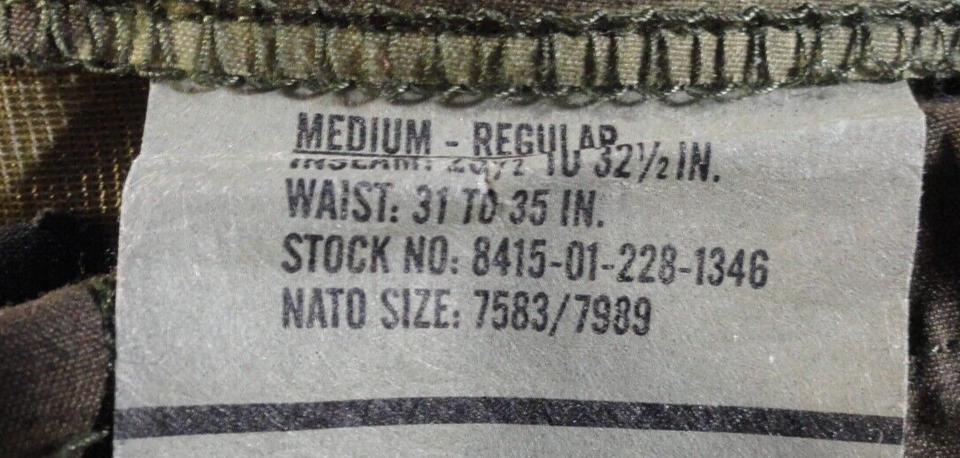 MEDIUM - REGULAR
INSEAM: TO 32½ IN.
WAIST: 31 TO 35 IN.
STOCK NO: 8415-01-228-1346
NATO SIZE: 7583/7989